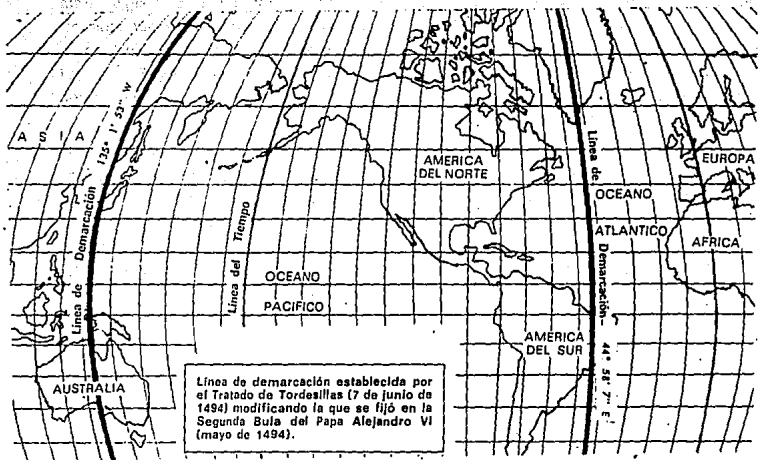 ASIA
135° 1' 53" W
Línea de Demarcación
Línea del Tiempo
OCEANO
PACIFICO
AMERICA
DEL NORTE
Línea de Demarcación
44° 58' 7" E
OCEANO
ATLANTICO
EUROPA
AFRICA
AMERICA
DEL SUR
AUSTRALIA
Línea de demarcación establecida por
el Tratado de Tordesillas (7 de junio de
1494) modificando la que se fijó en la
Segunda Bula del Papa Alejandro VI
(mayo de 1494).